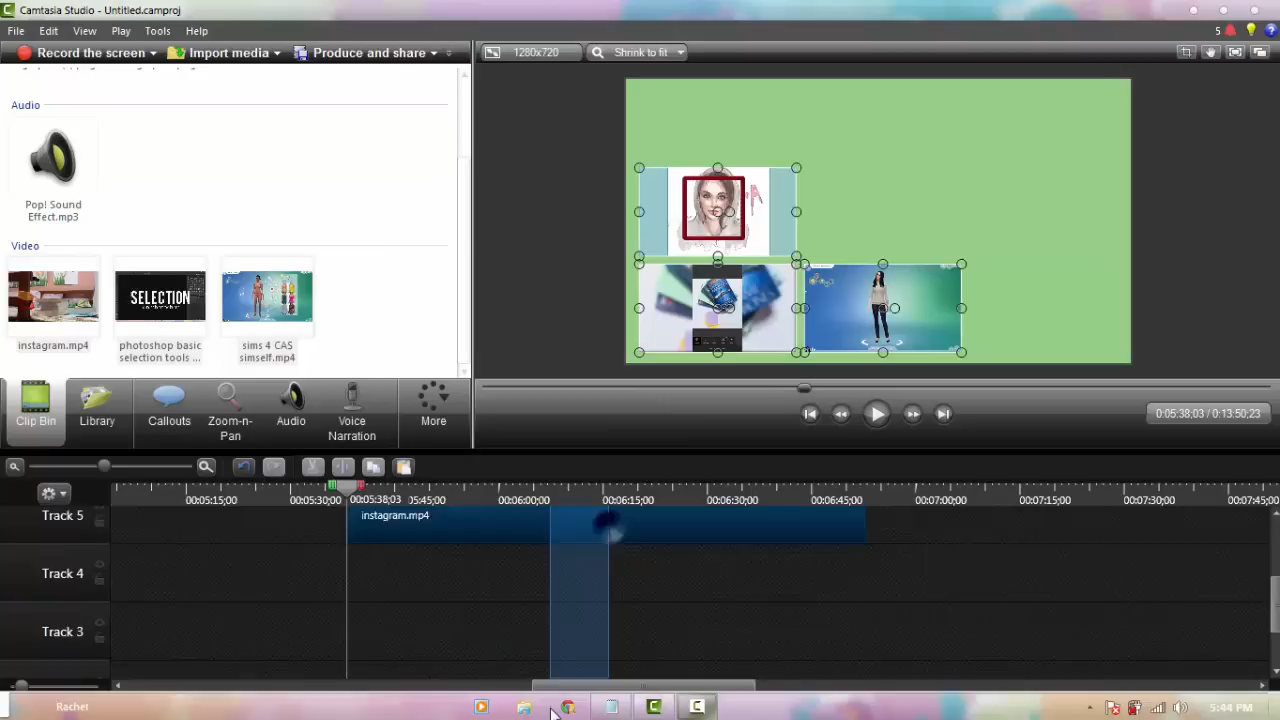 Camtasia Studio - Untitled.camproj
File Edit View Play Tools Help
5
Record the screen Import media Produce and share
1280x720 Shrink to fit
Audio
Pop! Sound
Effect.mp3
Video
SELECTION
instagram.mp4
photoshop basic
selection tools ...
sims 4 CAS
simself.mp4
Clip Bin
Library
Callouts
Zoom-n-
Pan
Audio
Voice
Narration
More
0:05:38;03 / 0:13:50;23
00:05:15;00 00:05:30;00 00:05:38;03 05:45;00 00:06:00;00 00:06:15;00 00:06:30;00 00:06:45;00 00:07:00;00 00:07:15;00 00:07:30;00 00:07:45;00
Track 5
instagram.mp4
Track 4
Track 3
Rachel
5:44 PM